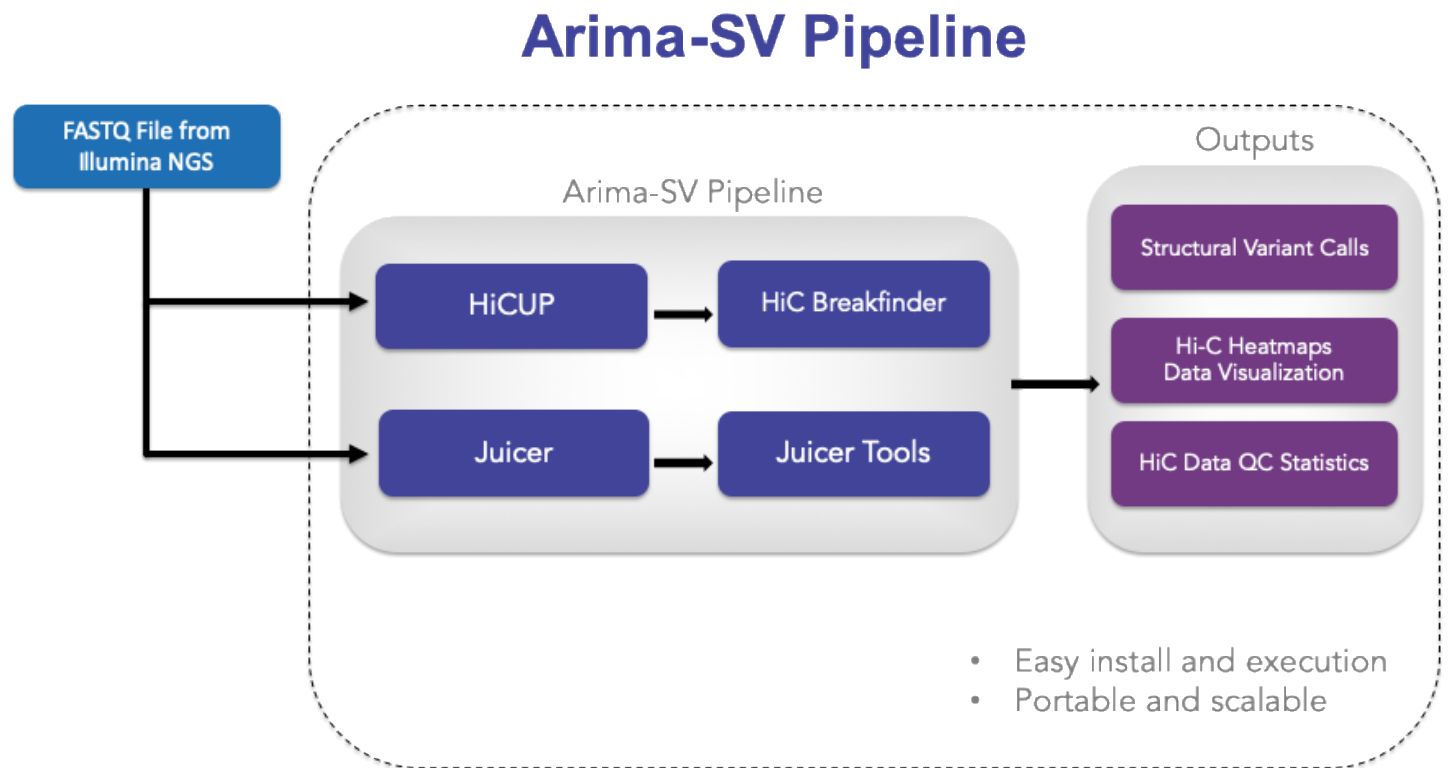 Arima-SV Pipeline
FASTQ File from
Illumina NGS
Arima-SV Pipeline
HiCUP
HiC Breakfinder
Juicer
Juicer Tools
Outputs
Structural Variant Calls
Hi-C Heatmaps
Data Visualization
HiC Data QC Statistics
• Easy install and execution
• Portable and scalable